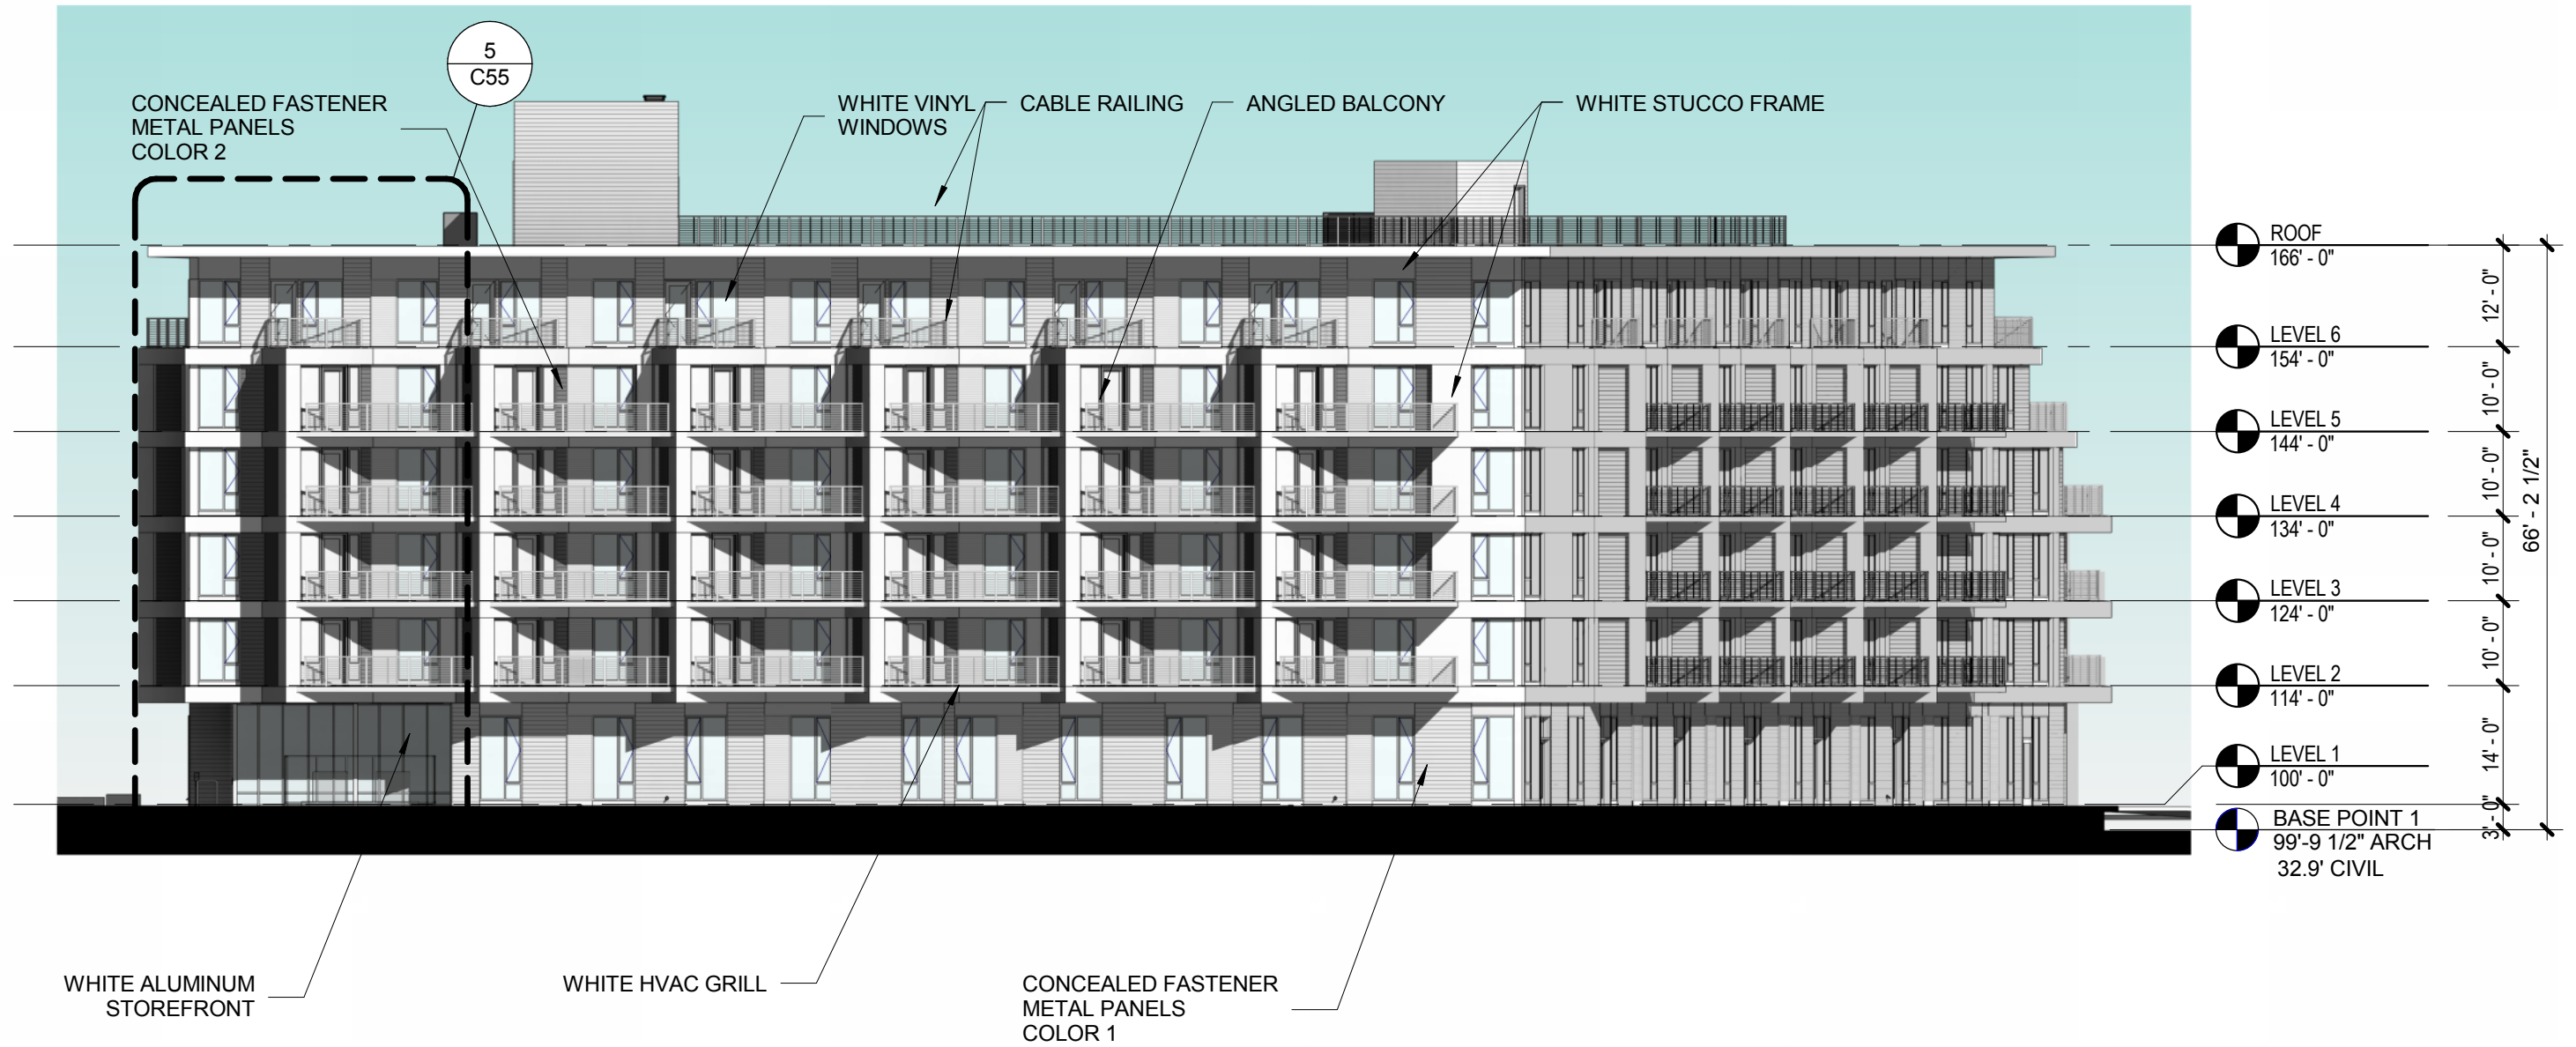 5
C55
CONCEALED FASTENER
METAL PANELS
COLOR 2
WHITE VINYL
WINDOWS
CABLE RAILING
ANGLED BALCONY
WHITE STUCCO FRAME
ROOF
166' - 0"
12' - 0"
LEVEL 6
154' - 0"
10' - 0"
LEVEL 5
144' - 0"
10' - 0"
LEVEL 4
134' - 0"
10' - 0"
LEVEL 3
124' - 0"
10' - 0"
LEVEL 2
114' - 0"
14' - 0"
LEVEL 1
100' - 0"
3' - 0"
66' - 2 1/2"
BASE POINT 1
99'-9 1/2" ARCH
32.9' CIVIL
WHITE ALUMINUM
STOREFRONT
WHITE HVAC GRILL
CONCEALED FASTENER
METAL PANELS
COLOR 1